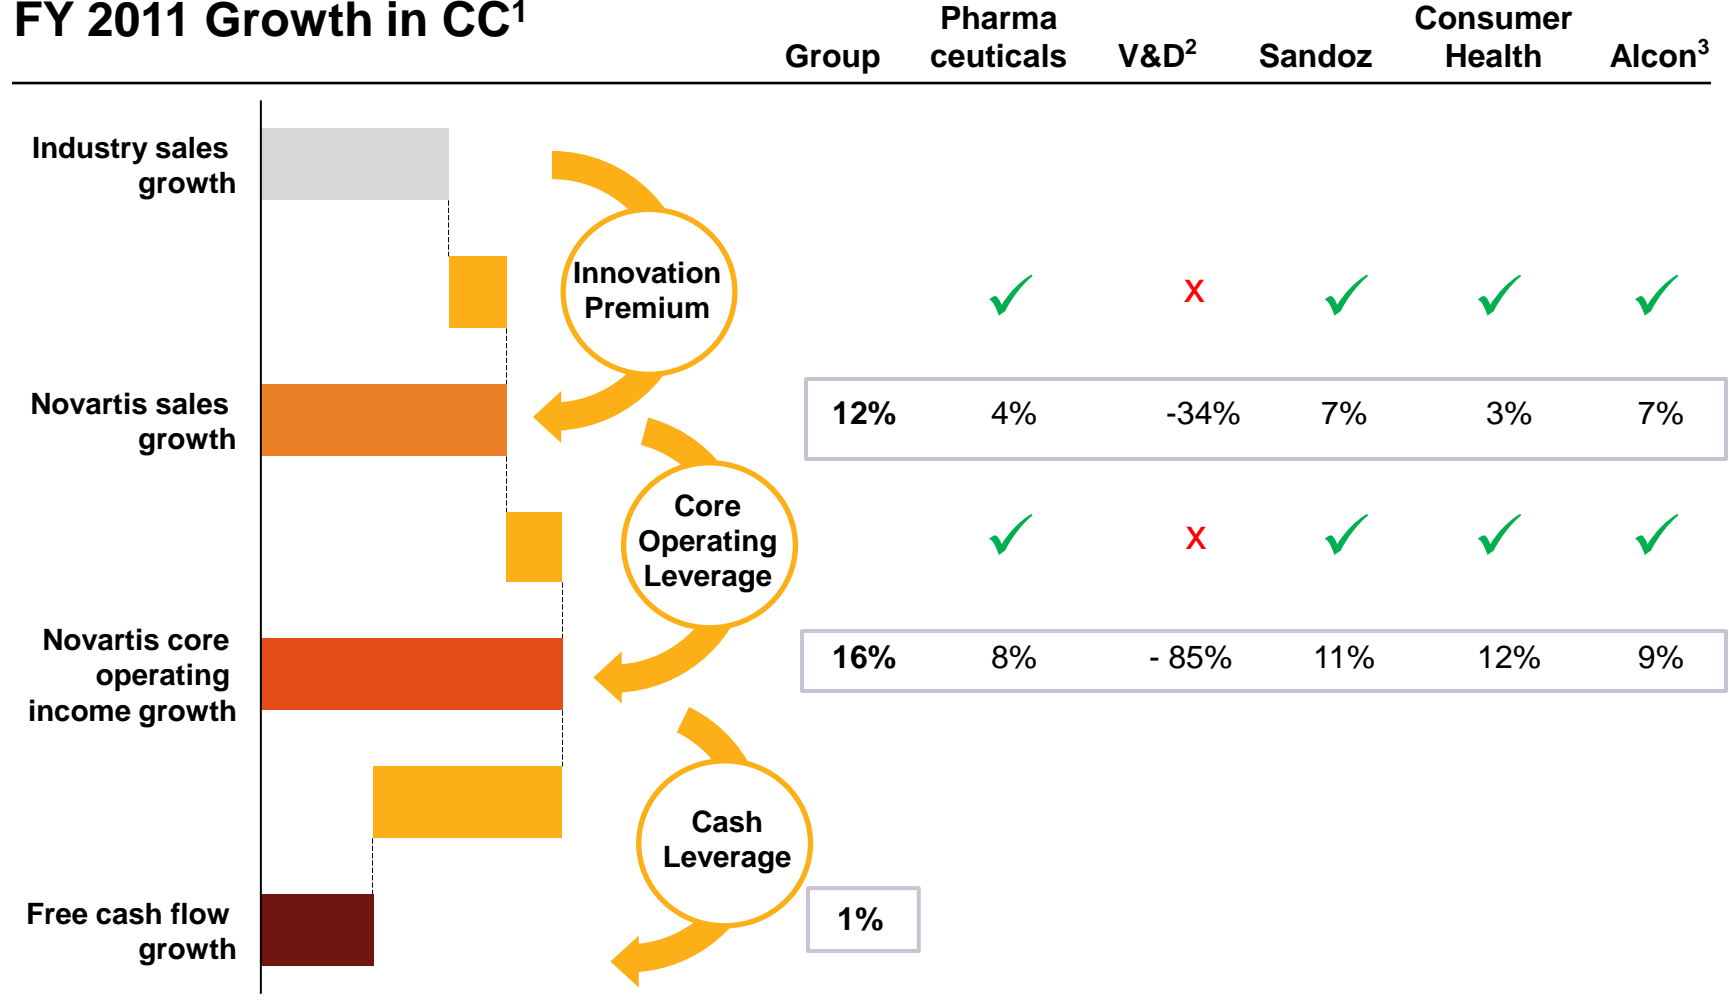 FY 2011 Growth in CC¹
Group
Pharma
ceuticals
V&D²
Sandoz
Consumer
Health
Alcon³
Industry sales
growth
Innovation
Premium
✓ x ✓ ✓ ✓
Novartis sales
growth
12% 4% -34% 7% 3% 7%
Core
Operating
Leverage
✓ x ✓ ✓ ✓
Novartis core
operating
income growth
16% 8% - 85% 11% 12% 9%
Cash
Leverage
Free cash flow
growth
1%